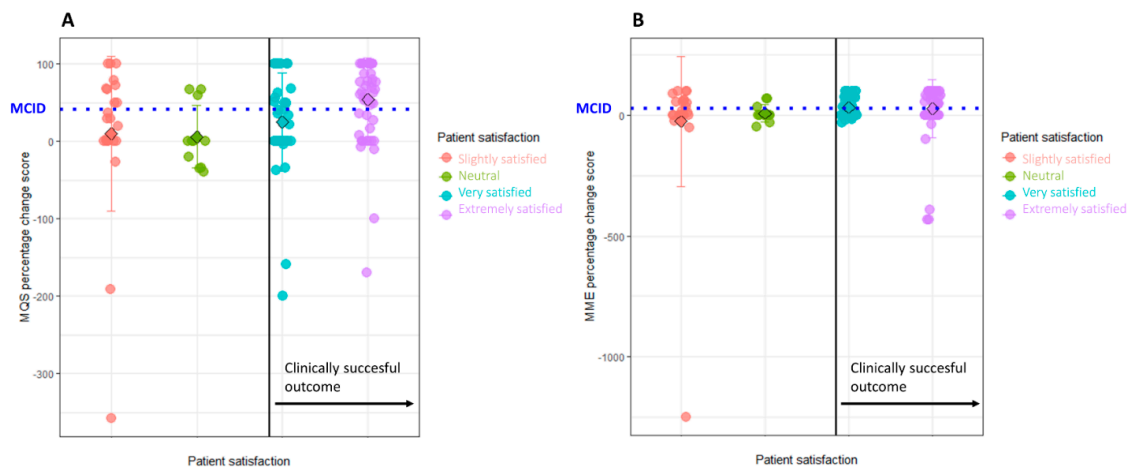 A
MCID
MQS percentage change score
100
0
-100
-200
-300
Clinically succesful
outcome
Patient satisfaction
Patient satisfaction
Slightly satisfied
Neutral
Very satisfied
Extremely satisfied
B
MCID
MME percentage change score
0
-500
-1000
Clinically succesful
outcome
Patient satisfaction
Patient satisfaction
Slightly satisfied
Neutral
Very satisfied
Extremely satisfied